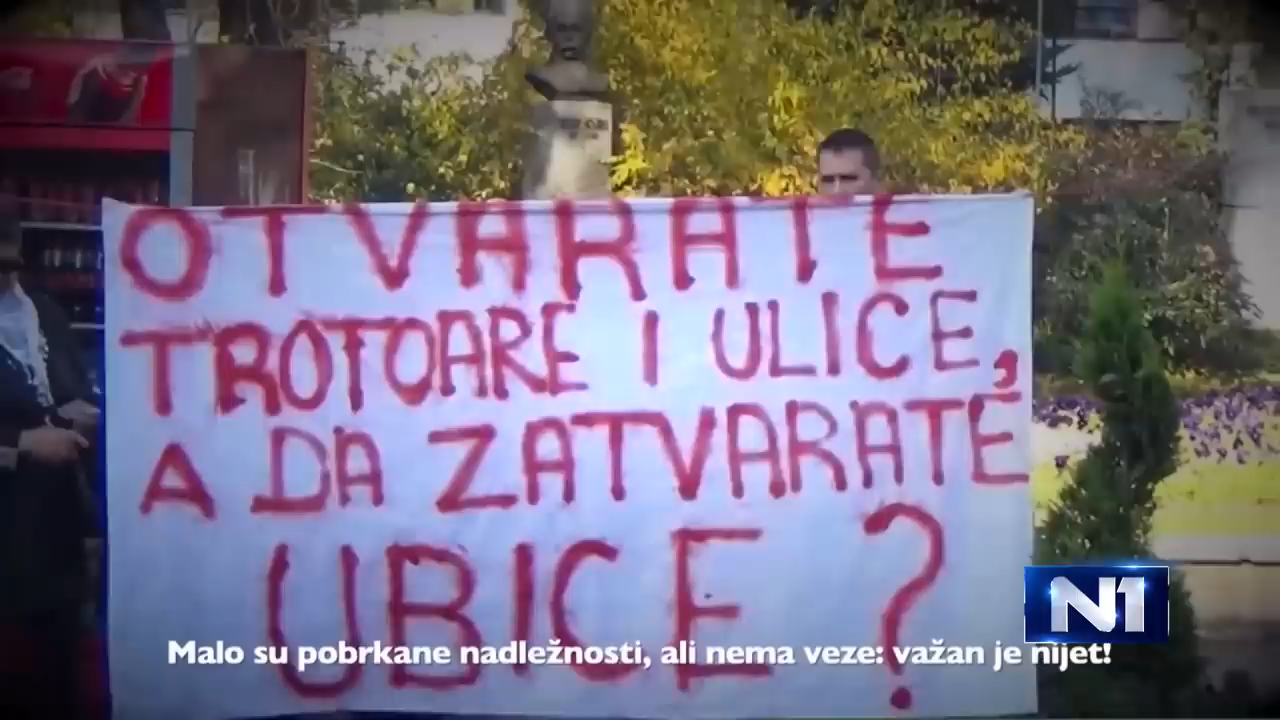 OTVARATE
TROTOARE I ULICE,
A DA ZATVARATE
UBICE?
N1
Malo su pobrkane nadležnosti, ali nema veze: važan je nijet!